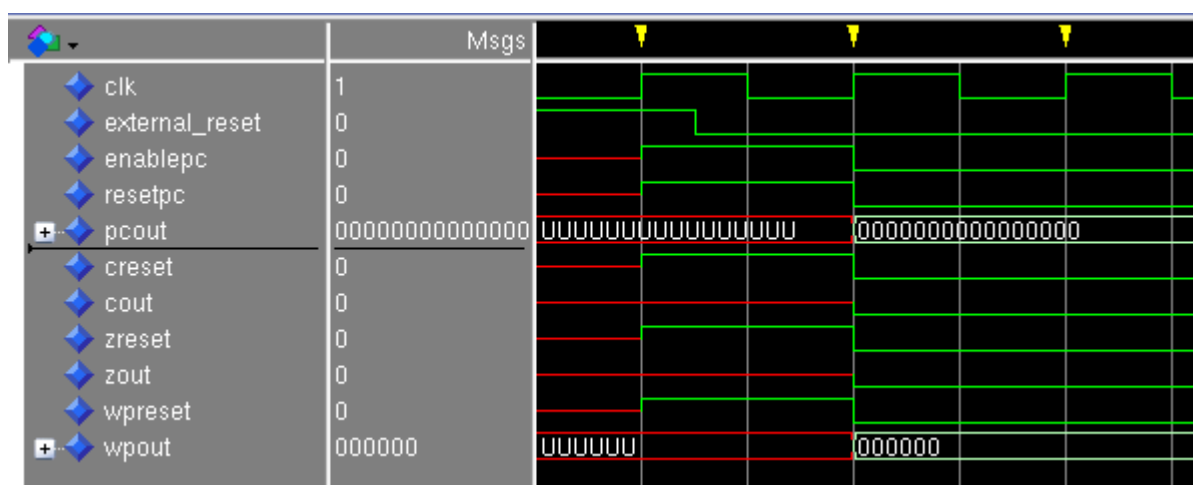 Msgs
clk 1
external_reset 0
enablepc 0
resetpc 0
pcout 00000000000000 UUUUUUUUUUUUUUUU 0000000000000000
creset 0
cout 0
zreset 0
zout 0
wpreset 0
wpout 000000 UUUUUU 000000